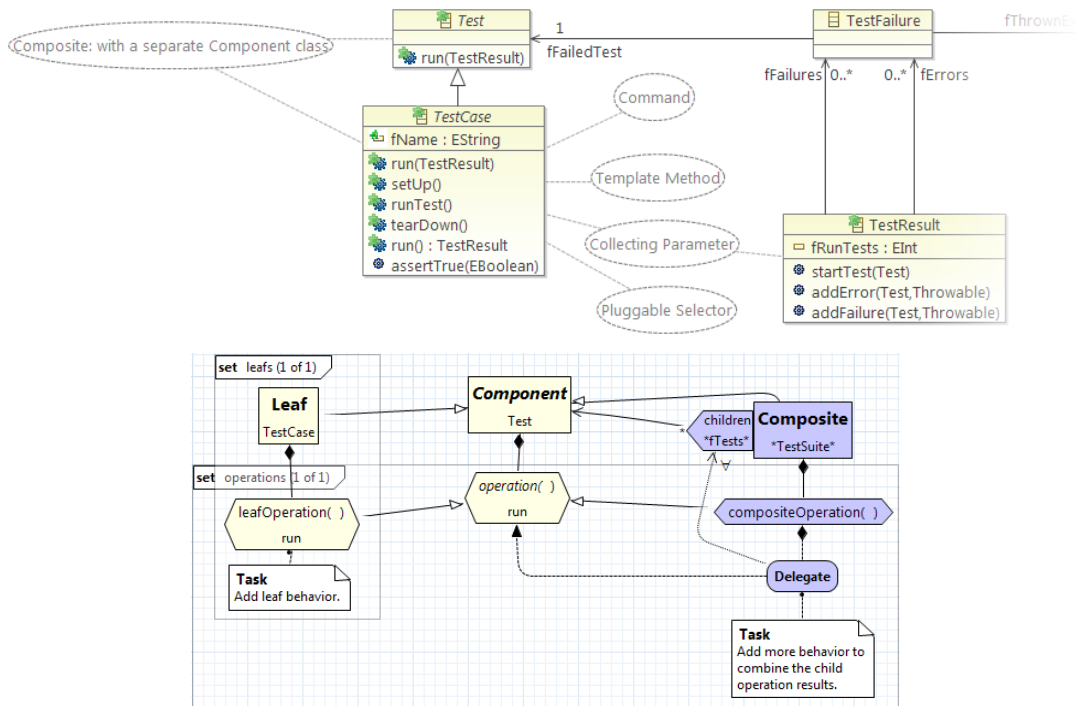 Test
run(TestResult)
Composite: with a separate Component class
1
fFailedTest
TestFailure
fFailures 0..*
0..* fErrors
TestCase
fName : EString
run(TestResult)
setUp()
runTest()
tearDown()
run() : TestResult
assertTrue(EBoolean)
Command
Template Method
Collecting Parameter
Pluggable Selector
TestResult
fRunTests : EInt
startTest(Test)
addError(Test,Throwable)
addFailure(Test,Throwable)
set leafs (1 of 1)
Leaf
TestCase
Component
Test
children
*fTests*
*
Composite
*TestSuite*
∀
set operations (1 of 1)
leafOperation( )
run
operation( )
run
compositeOperation( )
Delegate
Task
Add leaf behavior.
Task
Add more behavior to
combine the child
operation results.